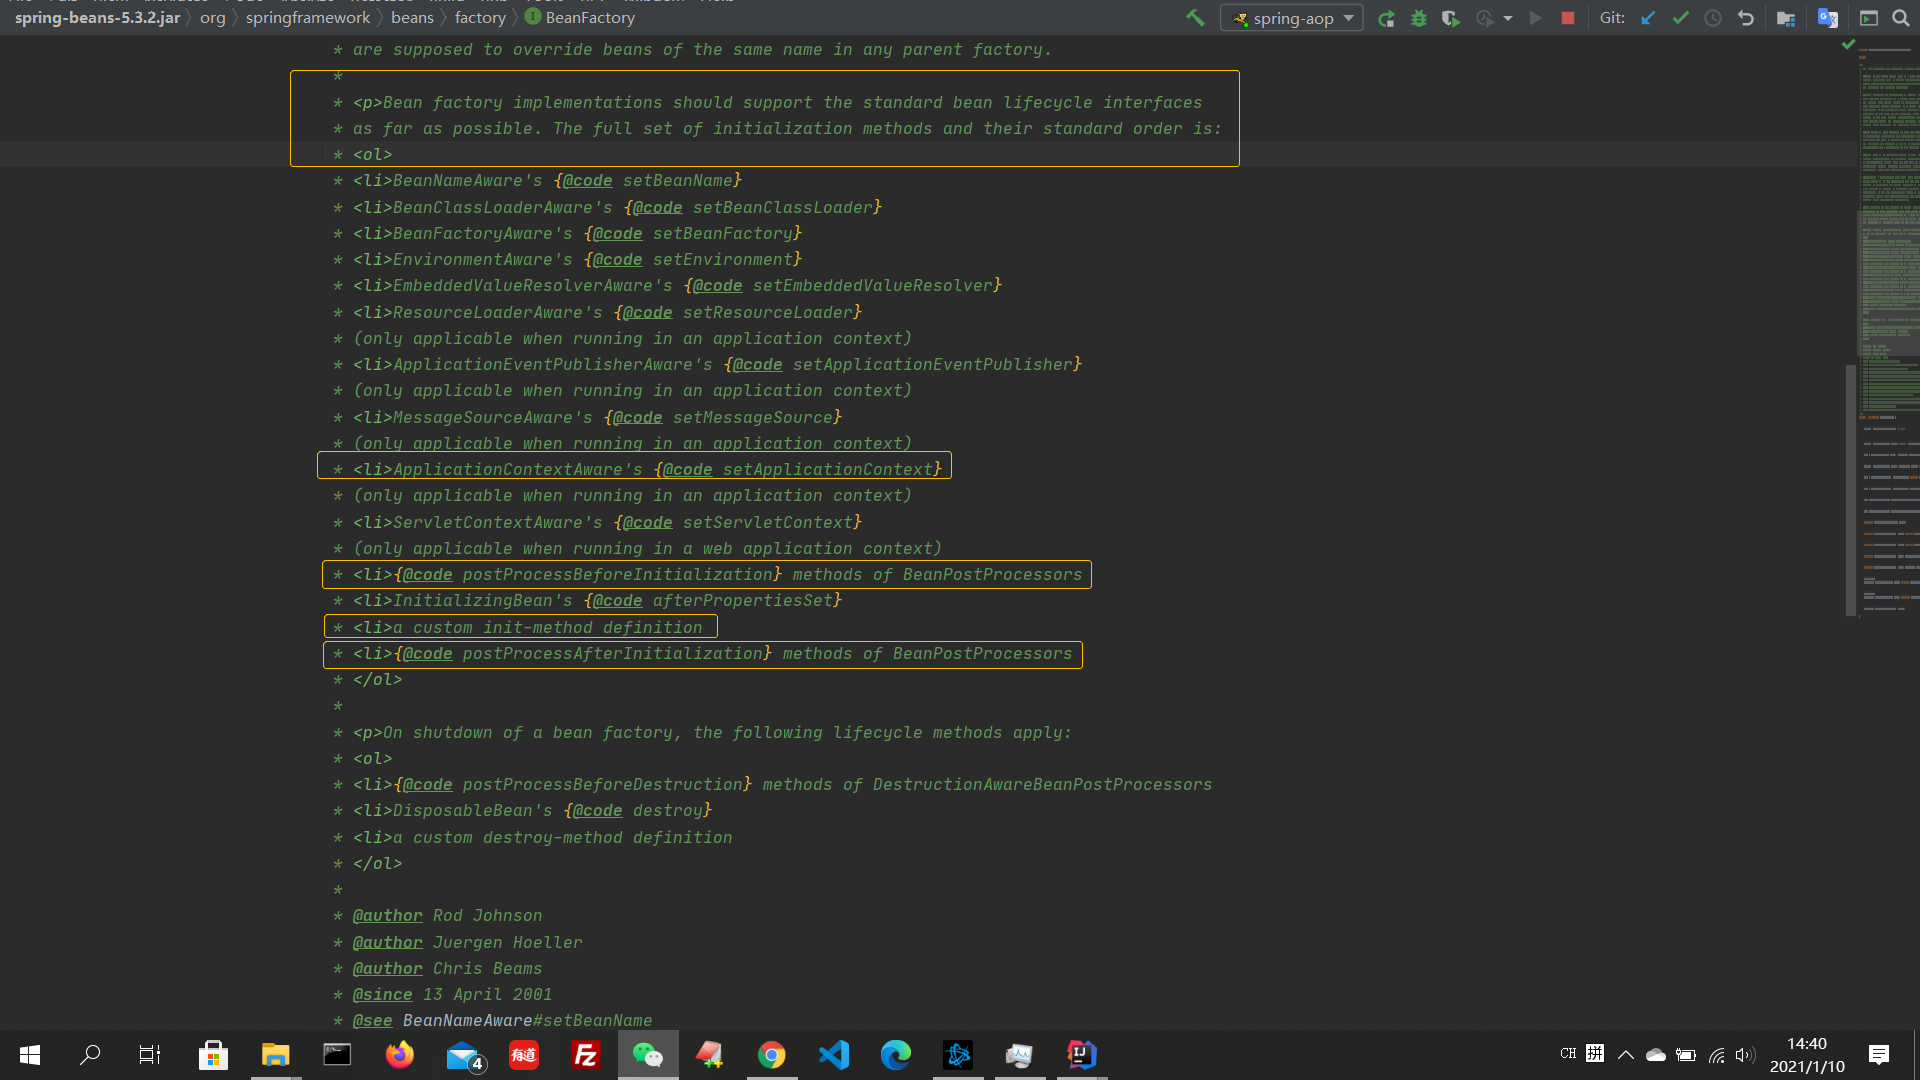 spring-beans-5.3.2.jar 〉 org 〉 springframework 〉 beans 〉 factory 〉 I BeanFactory
spring-aop
Git:
* are supposed to override beans of the same name in any parent factory.
*
* <p>Bean factory implementations should support the standard bean lifecycle interfaces
* as far as possible. The full set of initialization methods and their standard order is:
* <ol>
* <li>BeanNameAware's {@code setBeanName}
* <li>BeanClassLoaderAware's {@code setBeanClassLoader}
* <li>BeanFactoryAware's {@code setBeanFactory}
* <li>EnvironmentAware's {@code setEnvironment}
* <li>EmbeddedValueResolverAware's {@code setEmbeddedValueResolver}
* <li>ResourceLoaderAware's {@code setResourceLoader}
* (only applicable when running in an application context)
* <li>ApplicationEventPublisherAware's {@code setApplicationEventPublisher}
* (only applicable when running in an application context)
* <li>MessageSourceAware's {@code setMessageSource}
* (only applicable when running in an application context)
* <li>ApplicationContextAware's {@code setApplicationContext}
* (only applicable when running in an application context)
* <li>ServletContextAware's {@code setServletContext}
* (only applicable when running in a web application context)
* <li>{@code postProcessBeforeInitialization} methods of BeanPostProcessors
* <li>InitializingBean's {@code afterPropertiesSet}
* <li>a custom init-method definition
* <li>{@code postProcessAfterInitialization} methods of BeanPostProcessors
* </ol>
*
* <p>On shutdown of a bean factory, the following lifecycle methods apply:
* <ol>
* <li>{@code postProcessBeforeDestruction} methods of DestructionAwareBeanPostProcessors
* <li>DisposableBean's {@code destroy}
* <li>a custom destroy-method definition
* </ol>
*
* @author Rod Johnson
* @author Juergen Hoeller
* @author Chris Beams
* @since 13 April 2001
* @see BeanNameAware#setBeanName
4
有道
FZ
IJ
CH 拼
14:40
2021/1/10